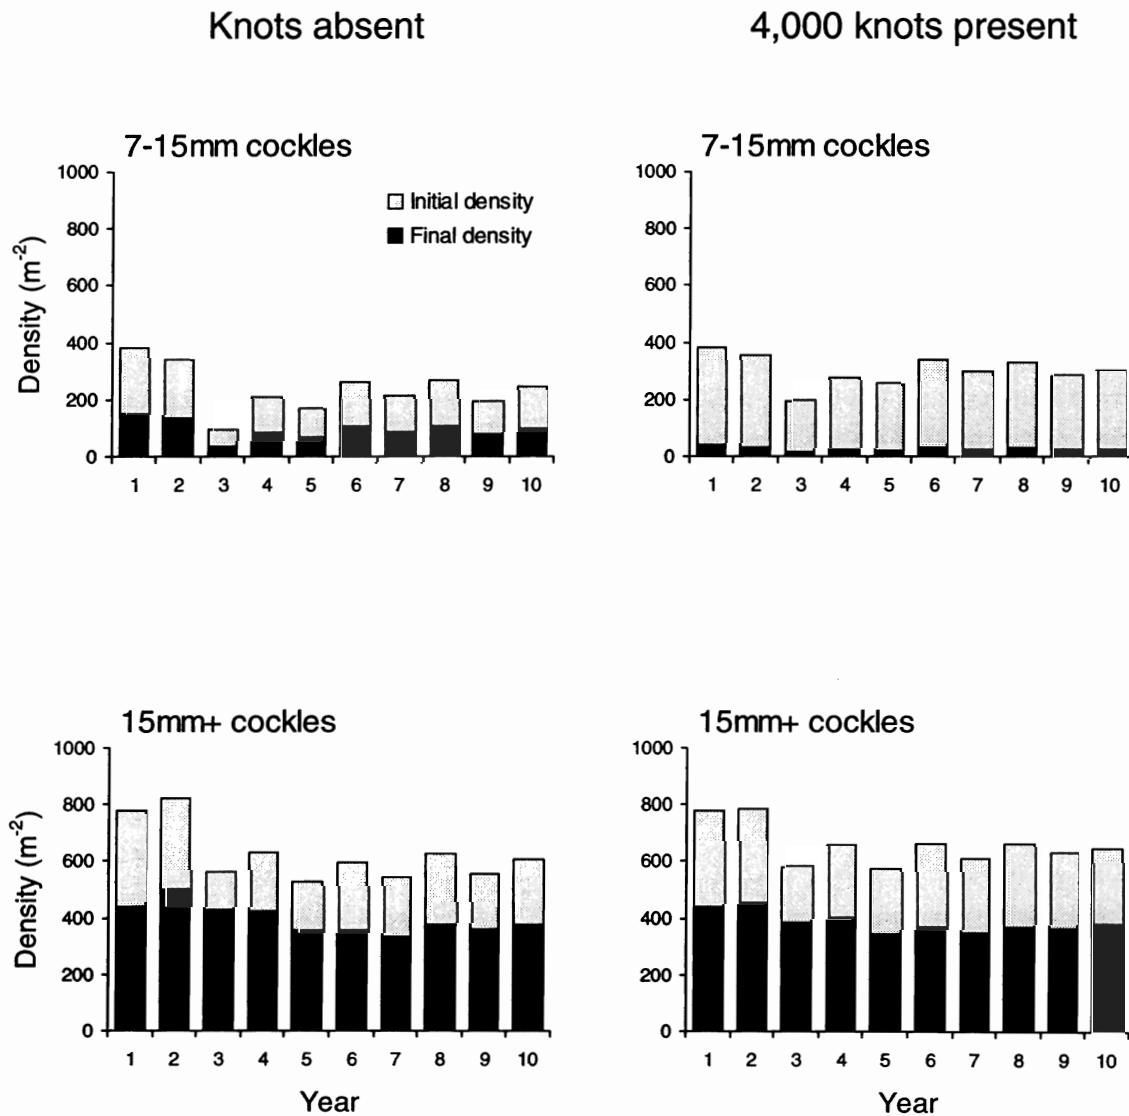 Knots absent
4,000 knots present
7-15mm cockles
7-15mm cockles
1000
800
600
400
200
0
Density (m⁻²)
Initial density
Final density
1 2 3 4 5 6 7 8 9 10
1000
800
600
400
200
0
1 2 3 4 5 6 7 8 9 10
15mm+ cockles
15mm+ cockles
1000
800
600
400
200
0
Density (m⁻²)
1 2 3 4 5 6 7 8 9 10
Year
1000
800
600
400
200
0
1 2 3 4 5 6 7 8 9 10
Year